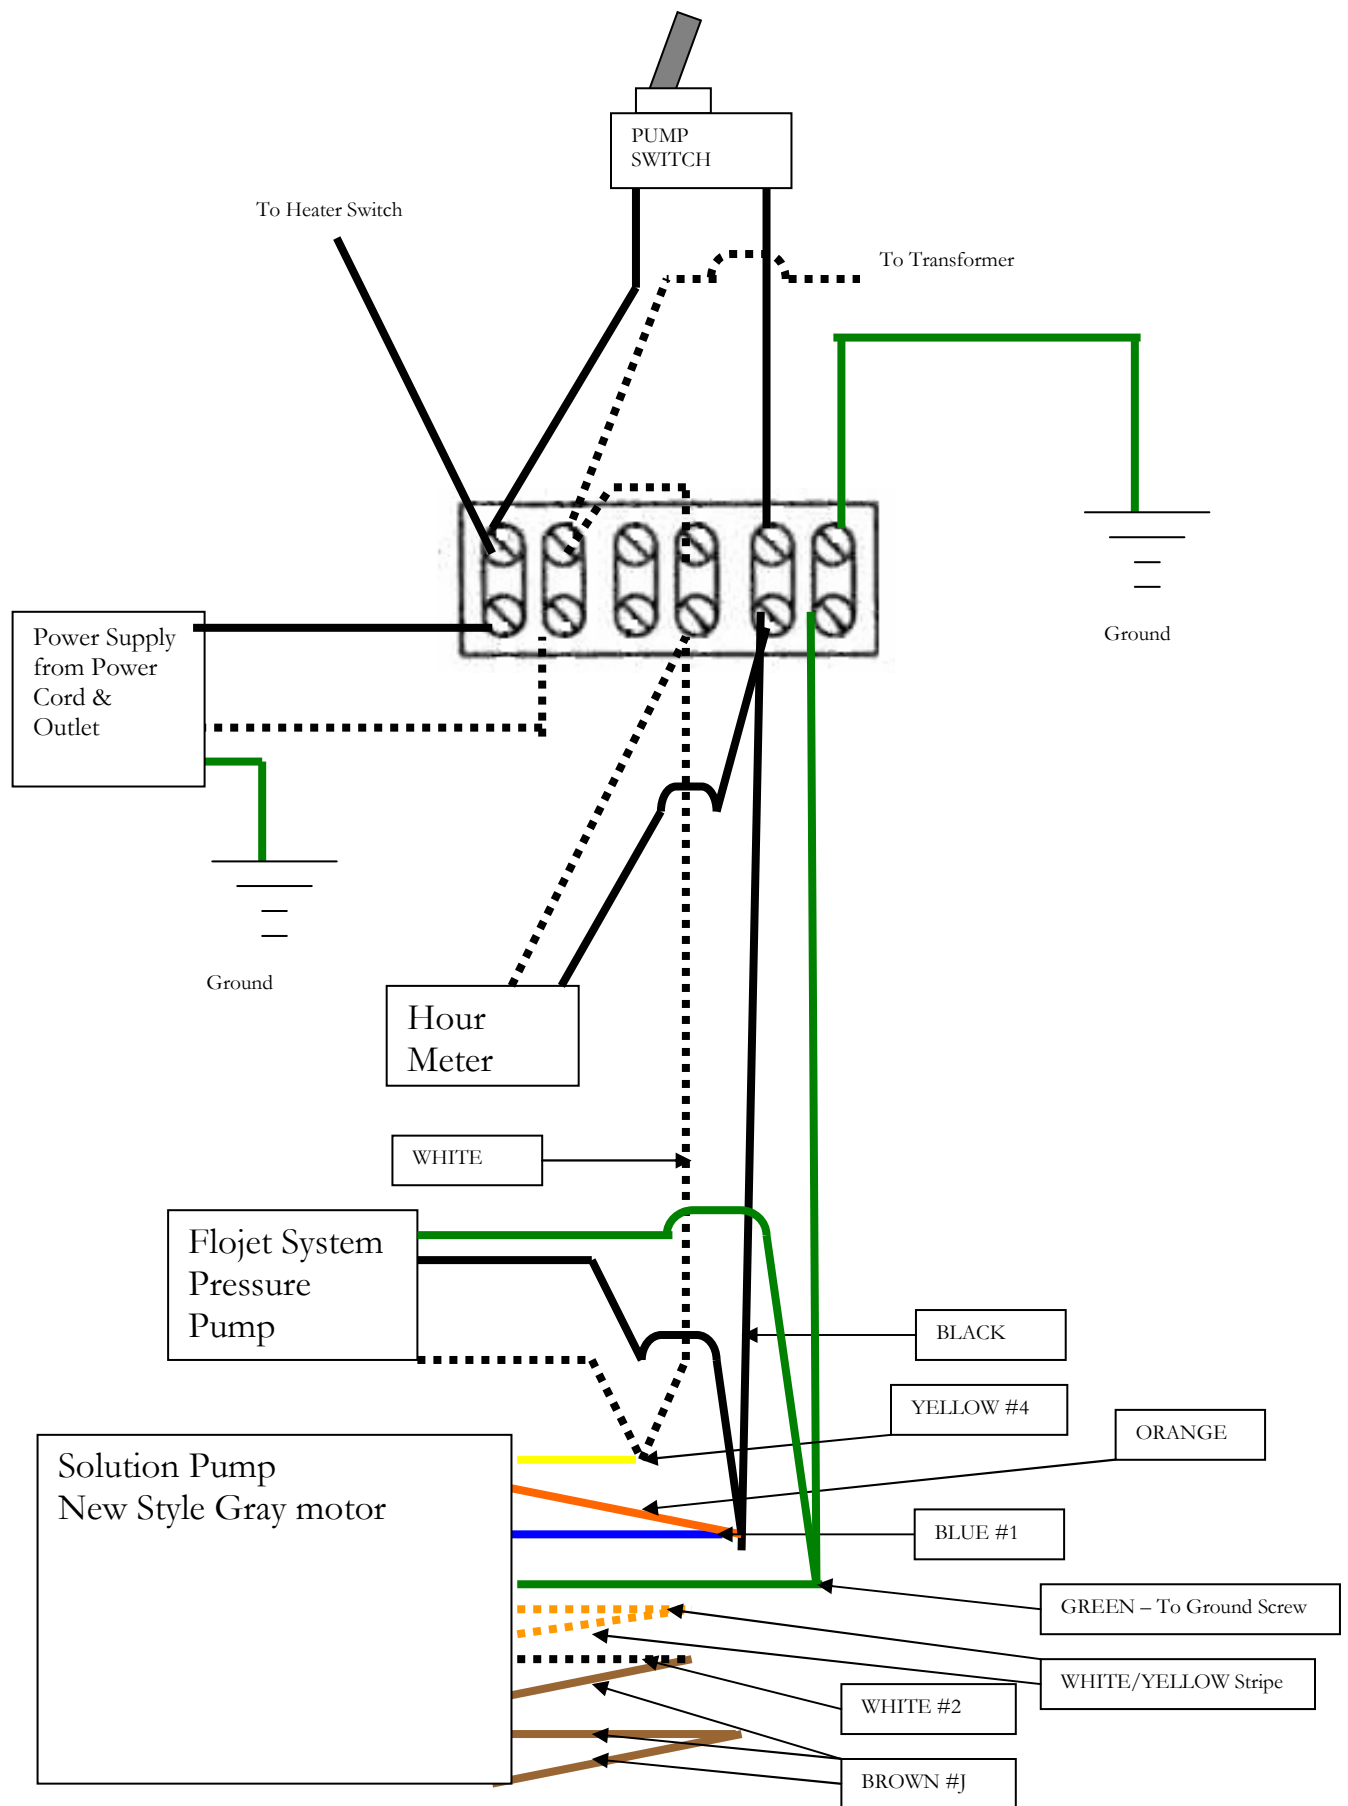 PUMP
SWITCH
To Heater Switch
To Transformer
Power Supply
from Power
Cord &
Outlet
Ground
Ground
Hour
Meter
WHITE
Flojet System
Pressure
Pump
BLACK
YELLOW #4
ORANGE
Solution Pump
New Style Gray motor
BLUE #1
GREEN – To Ground Screw
WHITE/YELLOW Stripe
WHITE #2
BROWN #J